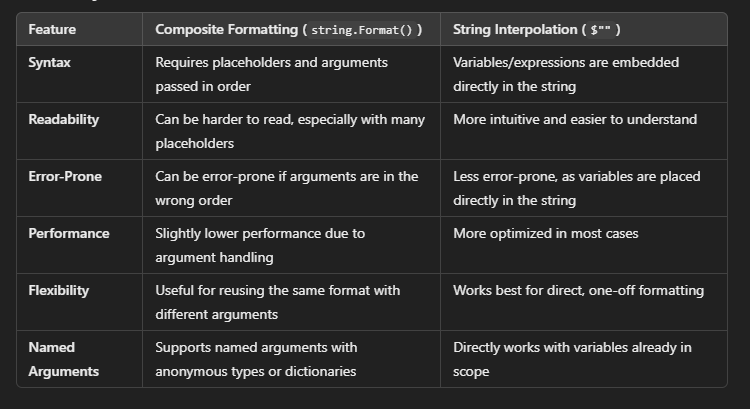 Feature Composite Formatting ( string.Format() ) String Interpolation ( $"" )
Syntax Requires placeholders and arguments Variables/expressions are embedded
passed in order directly in the string
Readability Can be harder to read, especially with many More intuitive and easier to understand
placeholders
Error-Prone Can be error-prone if arguments are in the Less error-prone, as variables are placed
wrong order directly in the string
Performance Slightly lower performance due to More optimized in most cases
argument handling
Flexibility Useful for reusing the same format with Works best for direct, one-off formatting
different arguments
Named Supports named arguments with Directly works with variables already in
Arguments anonymous types or dictionaries scope